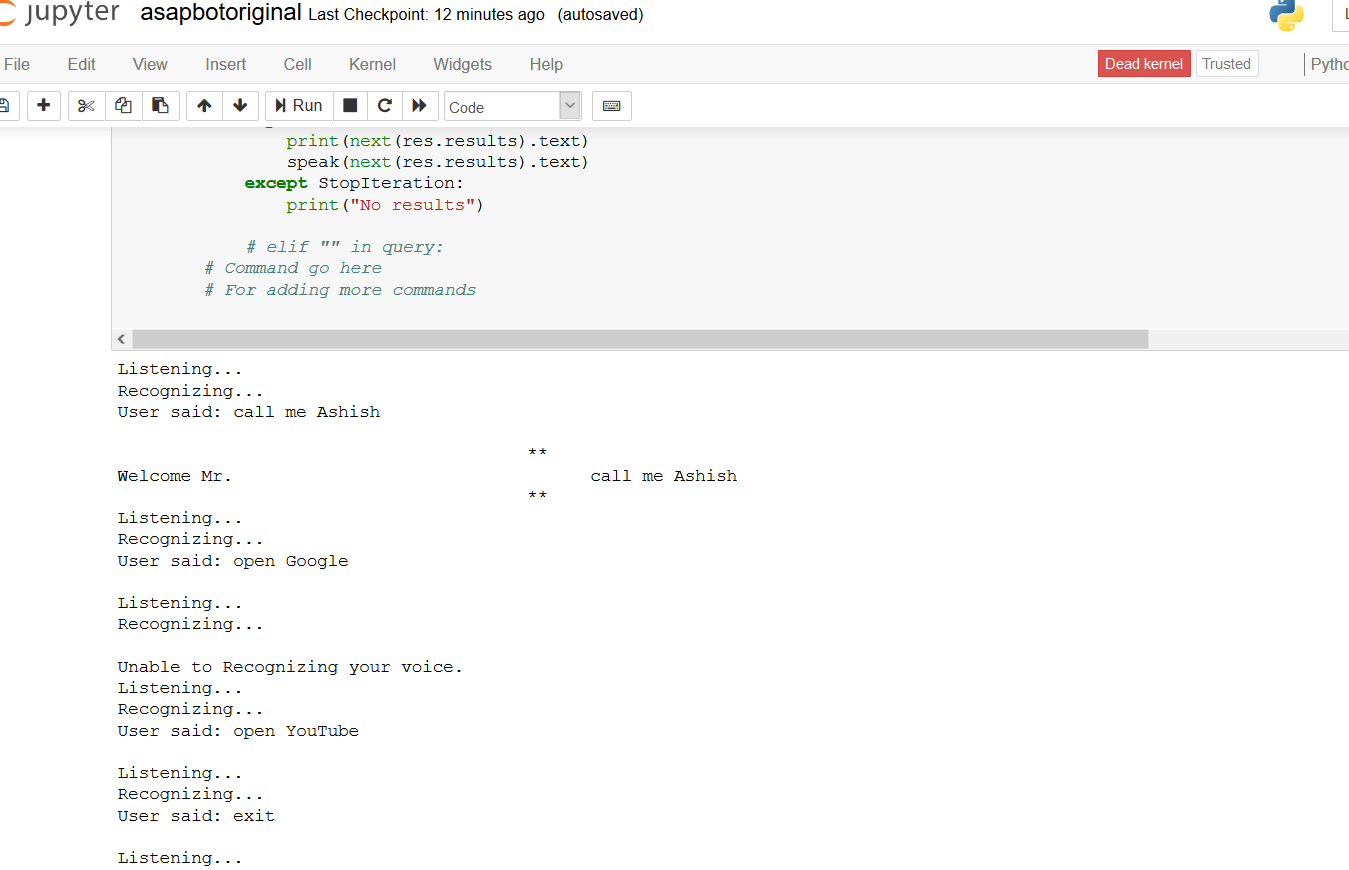 jupyter asapbotoriginal Last Checkpoint: 12 minutes ago (autosaved)
File Edit View Insert Cell Kernel Widgets Help Dead kernel Trusted
Run Code
print(next(res.results).text)
speak(next(res.results).text)
except StopIteration:
print("No results")
# elif "" in query:
# Command go here
# For adding more commands
Listening...
Recognizing...
User said: call me Ashish
**
Welcome Mr. call me Ashish
**
Listening...
Recognizing...
User said: open Google
Listening...
Recognizing...
Unable to Recognizing your voice.
Listening...
Recognizing...
User said: open YouTube
Listening...
Recognizing...
User said: exit
Listening...